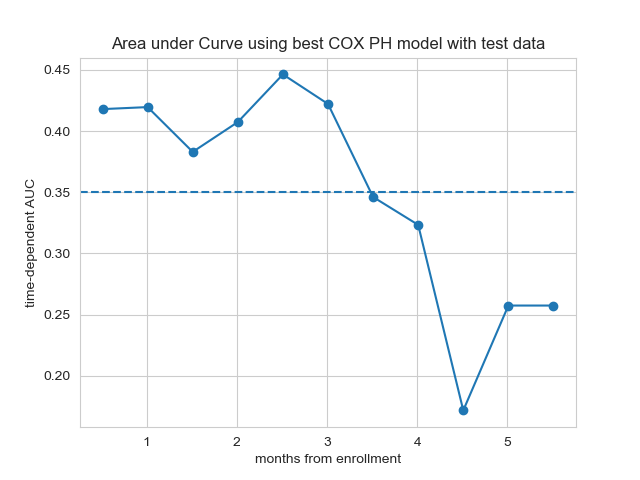 Area under Curve using best COX PH model with test data
time-dependent AUC
0.45
0.40
0.35
0.30
0.25
0.20
1 2 3 4 5
months from enrollment